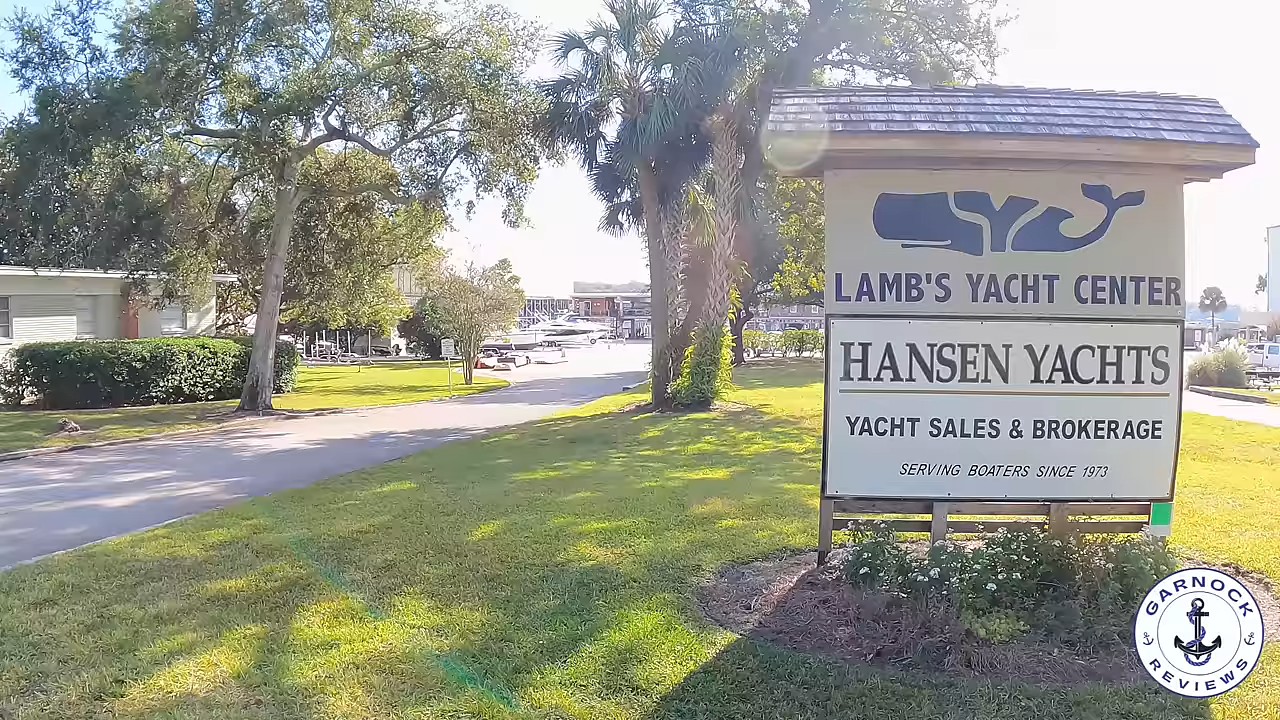 LAMB'S YACHT CENTER
HANSEN YACHTS
YACHT SALES & BROKERAGE
SERVING BOATERS SINCE 1973
GARNOCK
REVIEWS